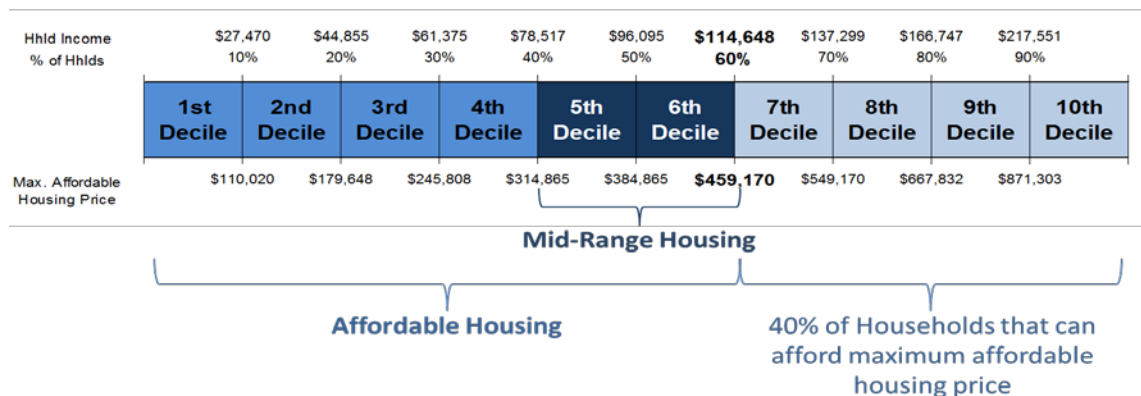 Hhld Income $27,470 $44,855 $61,375 $78,517 $96,095 $114,648 $137,299 $166,747 $217,551
% of Hhlds 10% 20% 30% 40% 50% 60% 70% 80% 90%
1st 2nd 3rd 4th 5th 6th 7th 8th 9th 10th
Decile Decile Decile Decile Decile Decile Decile Decile Decile Decile
Max. Affordable $110,020 $179,648 $245,808 $314,865 $384,865 $459,170 $549,170 $667,832 $871,303
Housing Price
Mid-Range Housing
Affordable Housing
40% of Households that can
afford maximum affordable
housing price